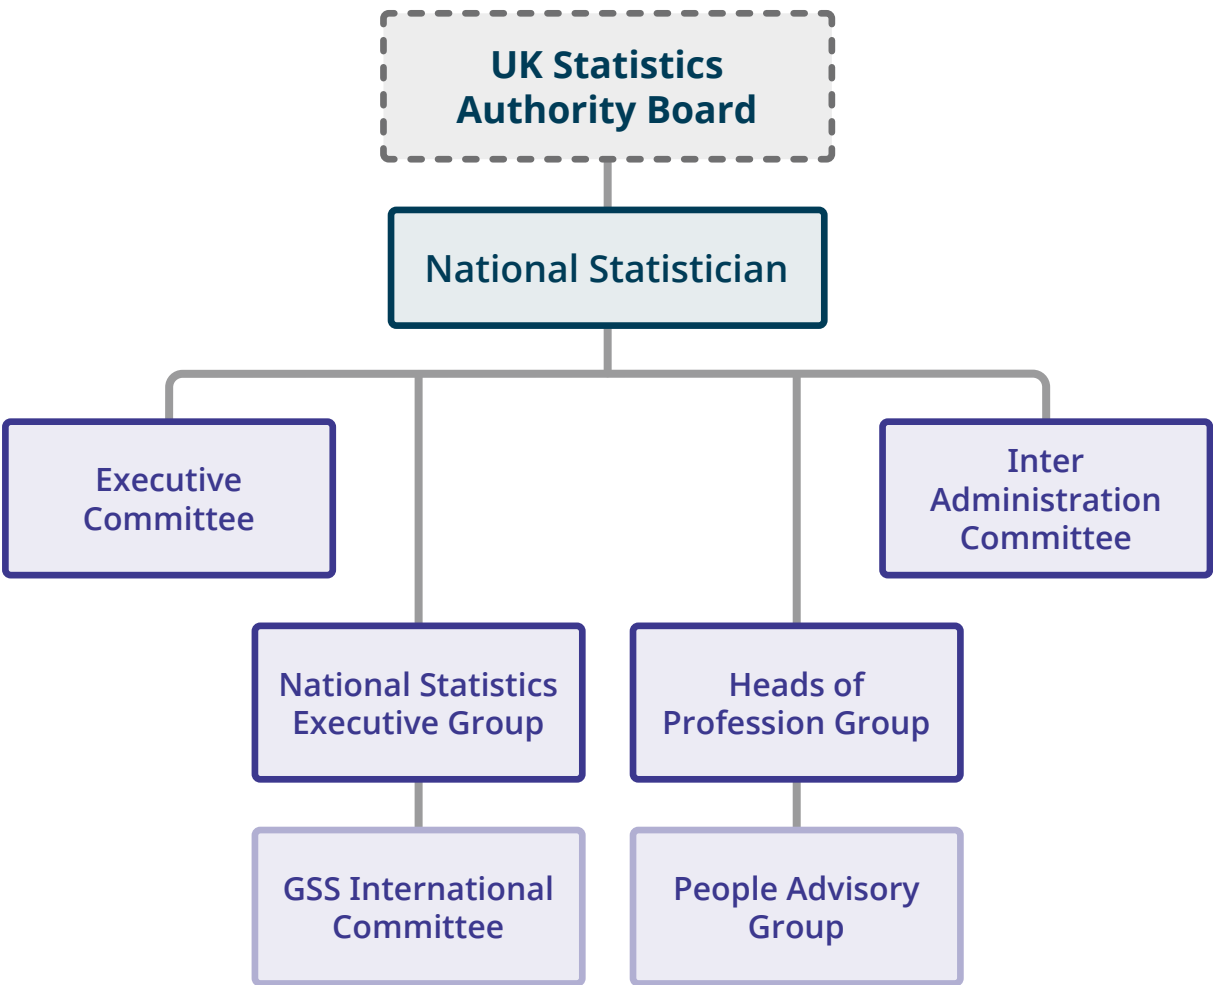 UK Statistics
Authority Board
National Statistician
Executive
Committee
Inter
Administration
Committee
National Statistics
Executive Group
Heads of
Profession Group
GSS International
Committee
People Advisory
Group